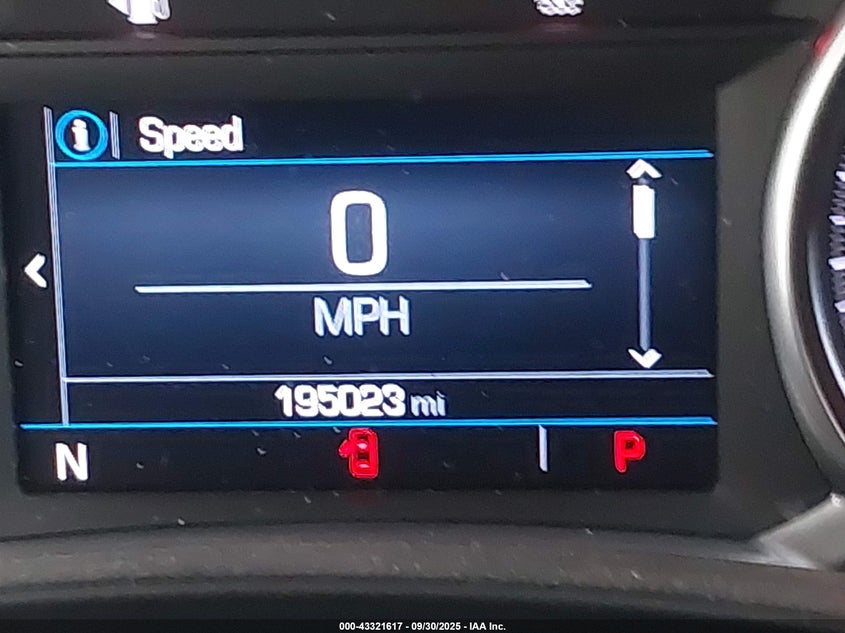 i Speed
0
MPH
195023 mi
N P
000-43321617 - 09/30/2025 - IAA Inc.